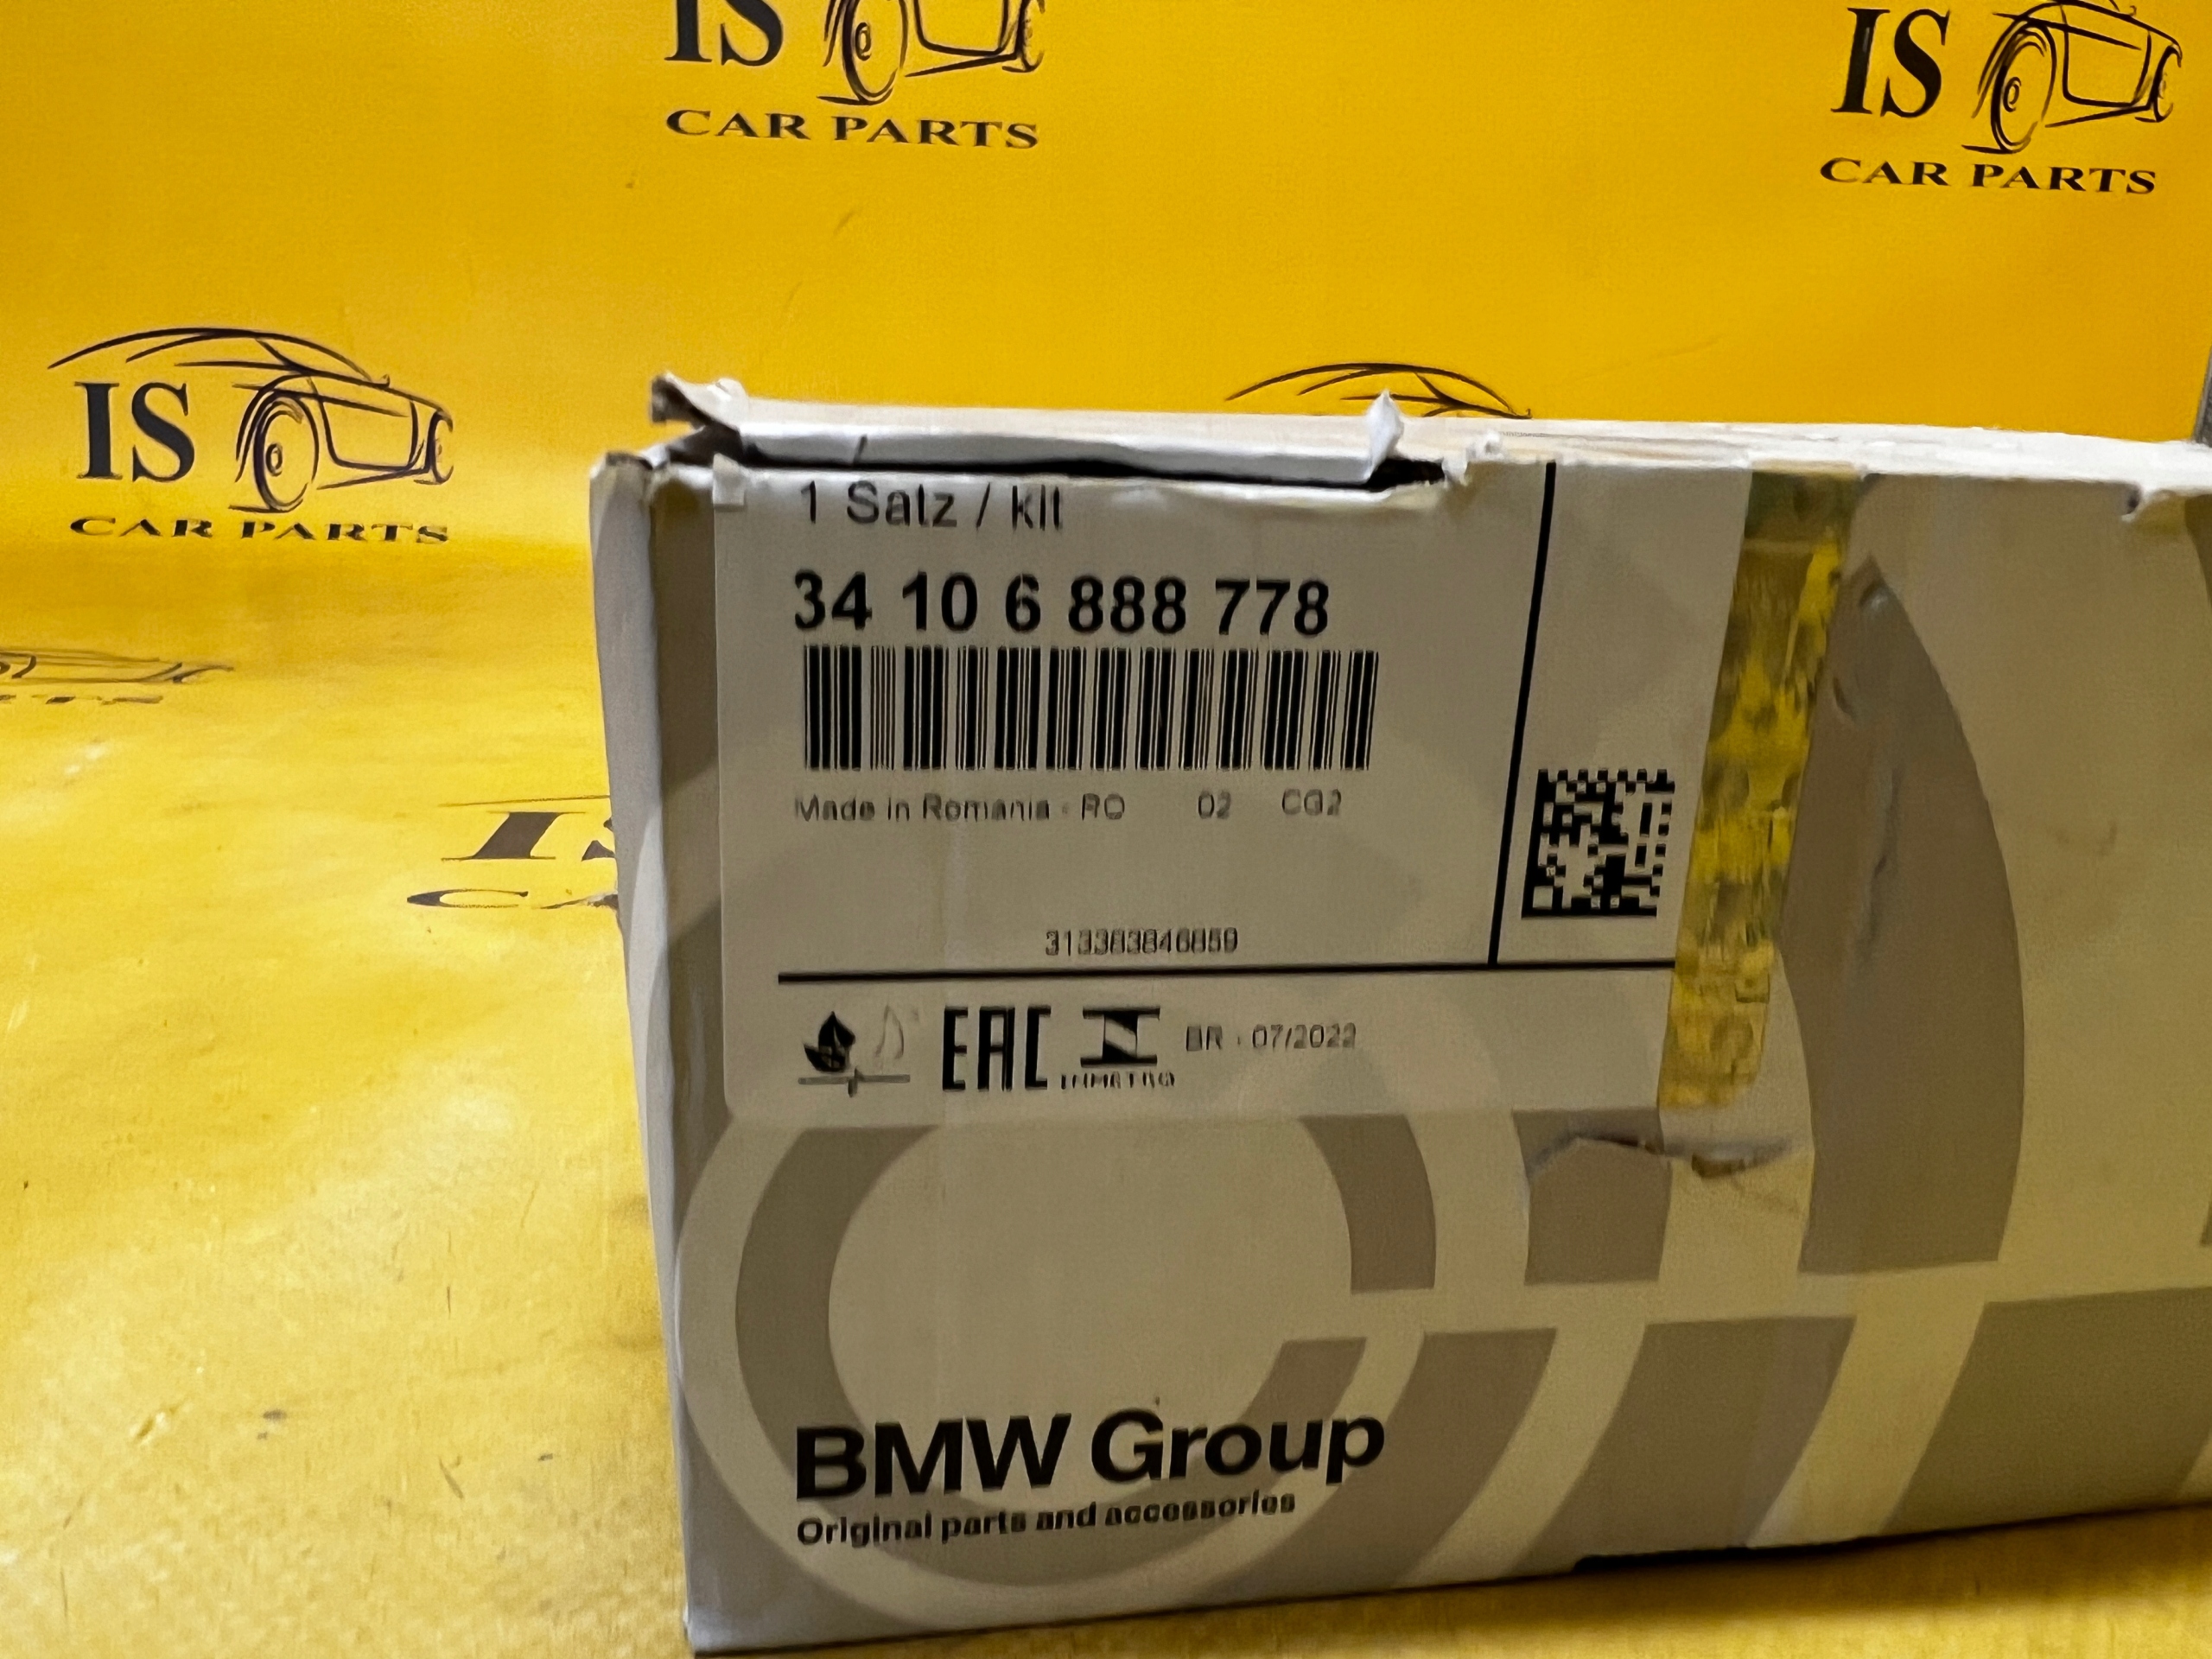 IS
CAR PARTS
IS
CAR PARTS
IS
CAR PARTS
1 Satz / kit
34 10 6 888 778
Made in Romania - RO 02 CG2
313383846859
EAC
INMETRO
BR - 07/2022
BMW Group
Original parts and accessories